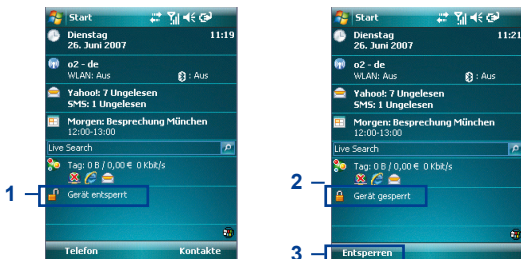 Start
Dienstag 11:19
26. Juni 2007
o2 - de
WLAN: Aus : Aus
Yahoo!: 7 Ungelesen
SMS: 1 Ungelesen
Morgen: Besprechung München
12:00-13:00
Live Search
Tag: 0 B / 0,00 € 0 Kbit/s
1
Gerät entsperrt
Telefon Kontakte
Start
Dienstag 11:21
26. Juni 2007
o2 - de
WLAN: Aus : Aus
Yahoo!: 7 Ungelesen
SMS: 1 Ungelesen
Morgen: Besprechung München
12:00-13:00
Live Search
Tag: 0 B / 0,00 € 0 Kbit/s
2
Gerät gesperrt
3 Entsperren